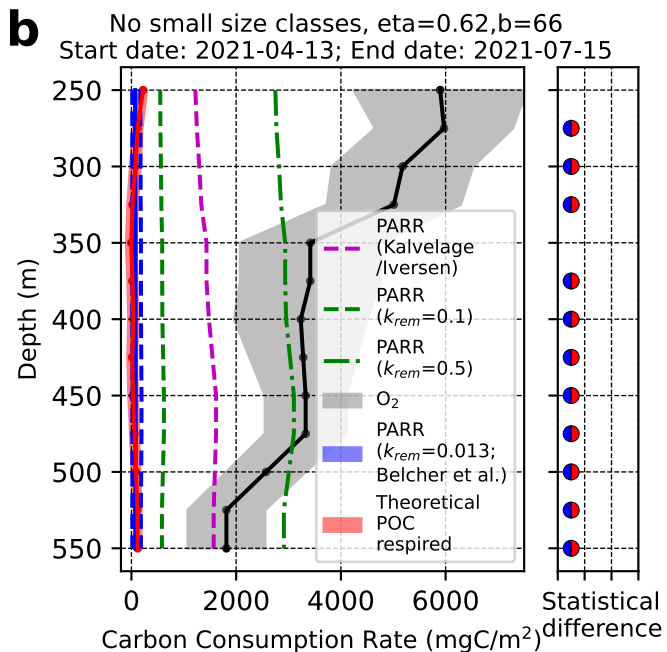 b
No small size classes, eta=0.62,b=66
Start date: 2021-04-13; End date: 2021-07-15
250
300
350
400
450
500
550
Depth (m)
PARR
(Kalvelage
/Iversen)
PARR
(k_rem=0.1)
PARR
(k_rem=0.5)
O₂
PARR
(k_rem=0.013;
Belcher et al.)
Theoretical
POC
respired
0 2000 4000 6000
Carbon Consumption Rate (mgC/m²)
Statistical
difference